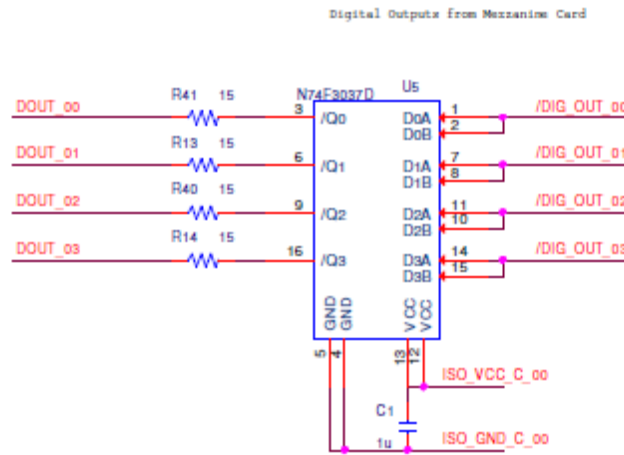 Digital Outputs from Mezzanine Card
N74F3037D U5
DOUT_00 R41 15 3 /Q0 D0A 1 /DIG_OUT_00
D0B 2
DOUT_01 R13 15 6 /Q1 D1A 7 /DIG_OUT_01
D1B 8
DOUT_02 R40 15 9 /Q2 D2A 11 /DIG_OUT_02
D2B 10
DOUT_03 R14 15 16 /Q3 D3A 14 /DIG_OUT_03
D3B 15
GND GND VCC VCC
5 4 13 12
ISO_VCC_C_00
C1
1u ISO_GND_C_00